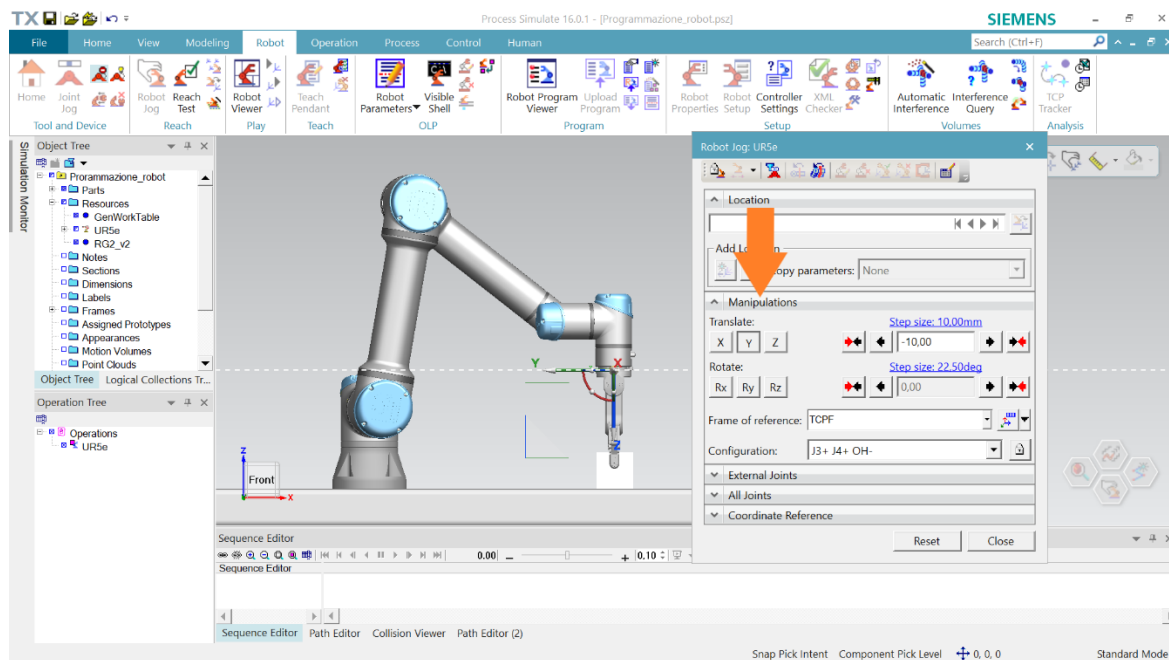 TX
Process Simulate 16.0.1 - [Programmazione_robot.psz]
SIEMENS
File Home View Modeling Robot Operation Process Control Human
Search (Ctrl+F)
Home Joint Jog Robot Jog Reach Test Robot Viewer Teach Pendant Robot Parameters Visible Shell Robot Program Viewer Upload Program Robot Properties Robot Setup Controller Settings XML Checker Automatic Interference Interference Query TCP Tracker
Tool and Device Reach Play Teach OLP Program Setup Volumes Analysis
Simulation Monitor
Object Tree
Prorammazione_robot
Parts
Resources
GenWorkTable
UR5e
RG2_v2
Notes
Sections
Dimensions
Labels
Frames
Assigned Prototypes
Appearances
Motion Volumes
Point Clouds
Object Tree Logical Collections Tr...
Operation Tree
Operations
UR5e
Y X
Z
Z
Front
X
Robot Jog: UR5e
Location
Copy parameters: None
Manipulations
Translate: Step size: 10,00mm
X Y Z -10,00
Rotate: Step size: 22,50deg
Rx Ry Rz 0,00
Frame of reference: TCPF
Configuration: J3+ J4+ OH-
External Joints
All Joints
Coordinate Reference
Reset Close
Sequence Editor
0.00 0,10
Sequence Editor
Sequence Editor Path Editor Collision Viewer Path Editor (2)
Snap Pick Intent Component Pick Level 0, 0, 0 Standard Mode